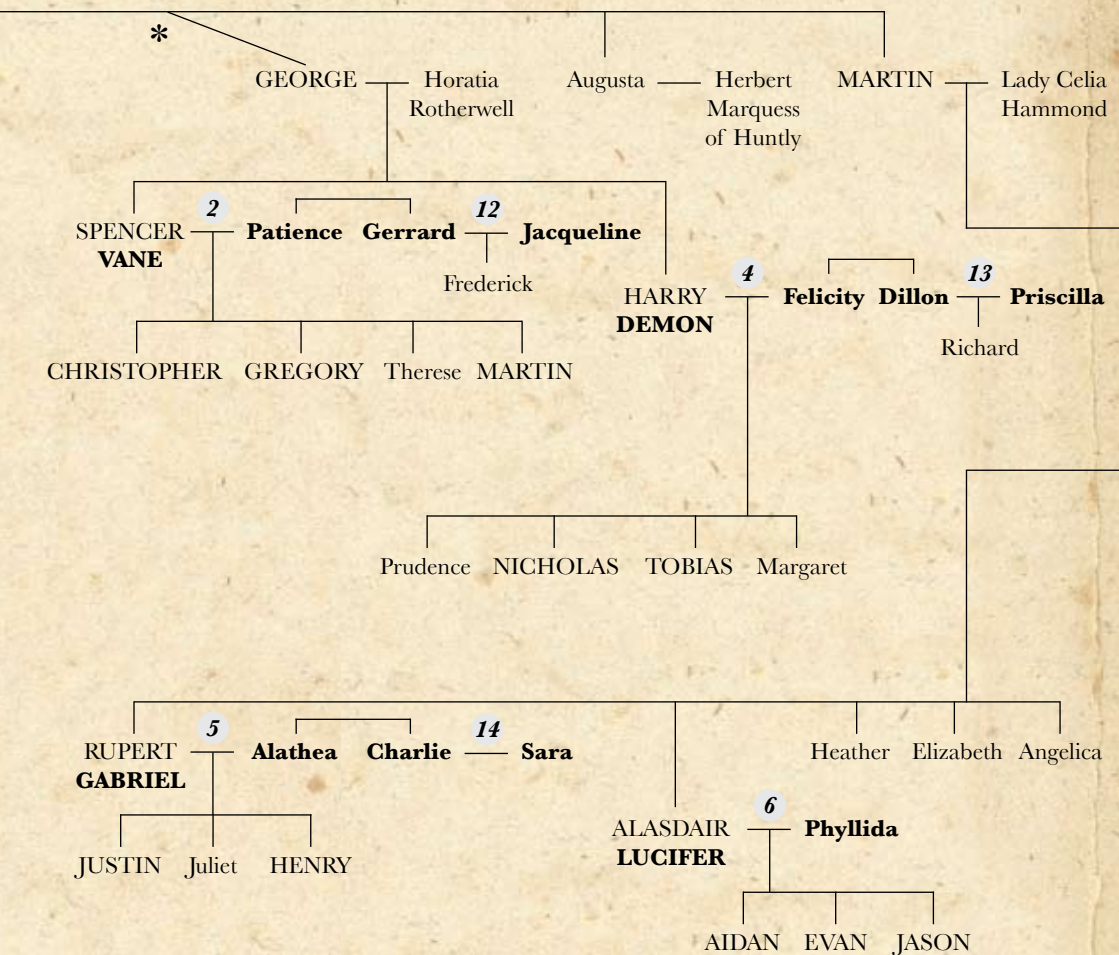 *
GEORGE Horatia Rotherwell
Augusta Herbert Marquess of Huntly
MARTIN Lady Celia Hammond
2
12
SPENCER VANE Patience Gerrard Jacqueline
Frederick
4
13
HARRY DEMON Felicity Dillon Priscilla
Richard
CHRISTOPHER GREGORY Therese MARTIN
Prudence NICHOLAS TOBIAS Margaret
5
14
RUPERT GABRIEL Alathea Charlie Sara
Heather Elizabeth Angelica
JUSTIN Juliet HENRY
6
ALASDAIR LUCIFER Phyllida
AIDAN EVAN JASON